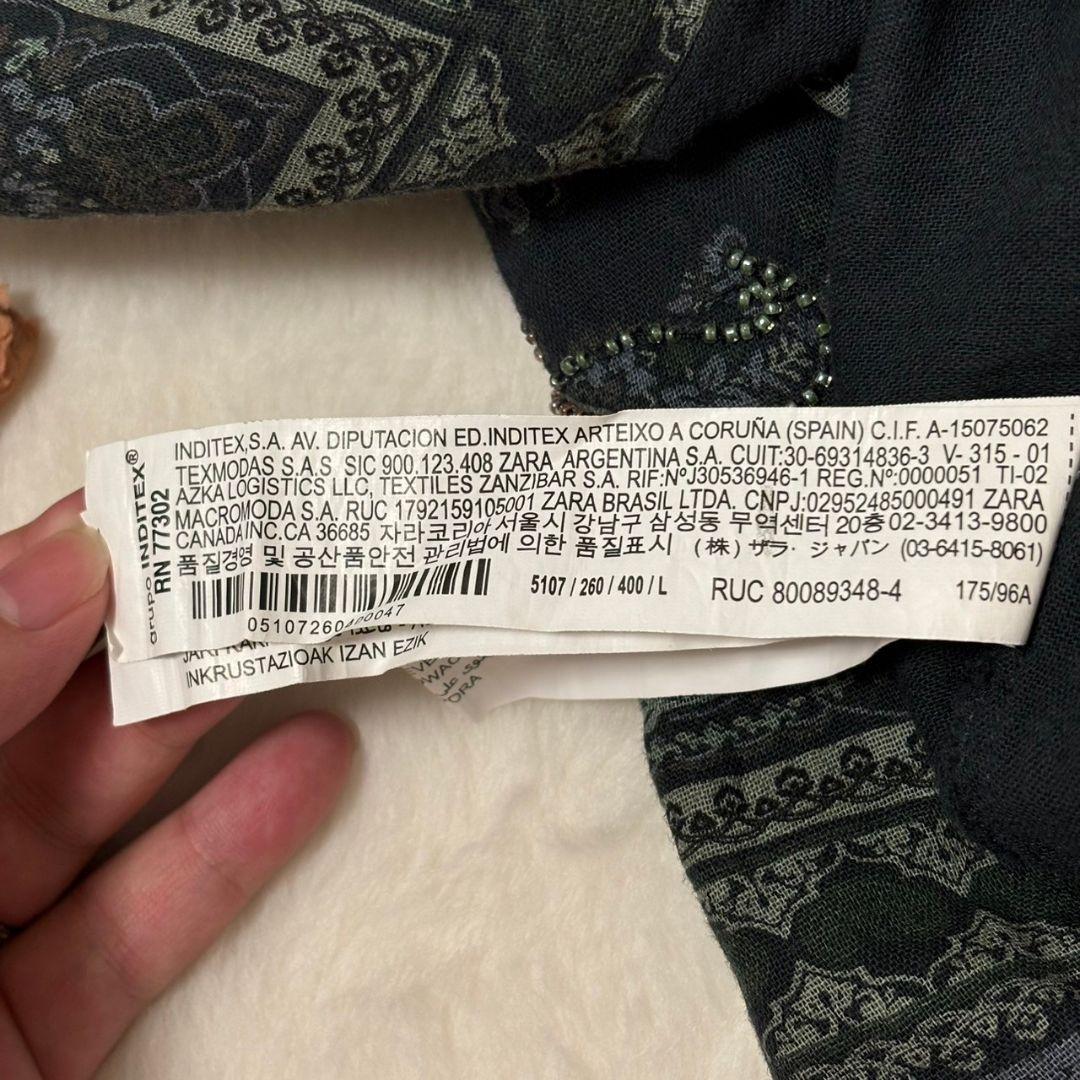 grupo INDITEX®
RN 77302
INDITEX,S.A. AV. DIPUTACION ED.INDITEX ARTEIXO A CORUÑA (SPAIN) C.I.F. A-15075062
TEXMODAS S.A.S. SIC 900.123.408 ZARA ARGENTINA S.A. CUIT:30-69314836-3 V- 315 - 01
AZKA LOGISTICS LLC, TEXTILES ZANZIBAR S.A. RIF:NºJ30536946-1 REG.Nº:0000051 TI-02
MACROMODA S.A. RUC 1792159105001 ZARA BRASIL LTDA. CNPJ:02952485000491 ZARA
CANADA INC.CA 36685 자라코리아 서울시 강남구 삼성동 무역센터 20층 02-3413-9800
품질경영 및 공산품안전 관리법에 의한 품질표시 (株) ザラ・ジャパン (03-6415-8061)
5107 / 260 / 400 / L RUC 80089348-4 175/96A
INKRUSTAZIOAK IZAN EZIK